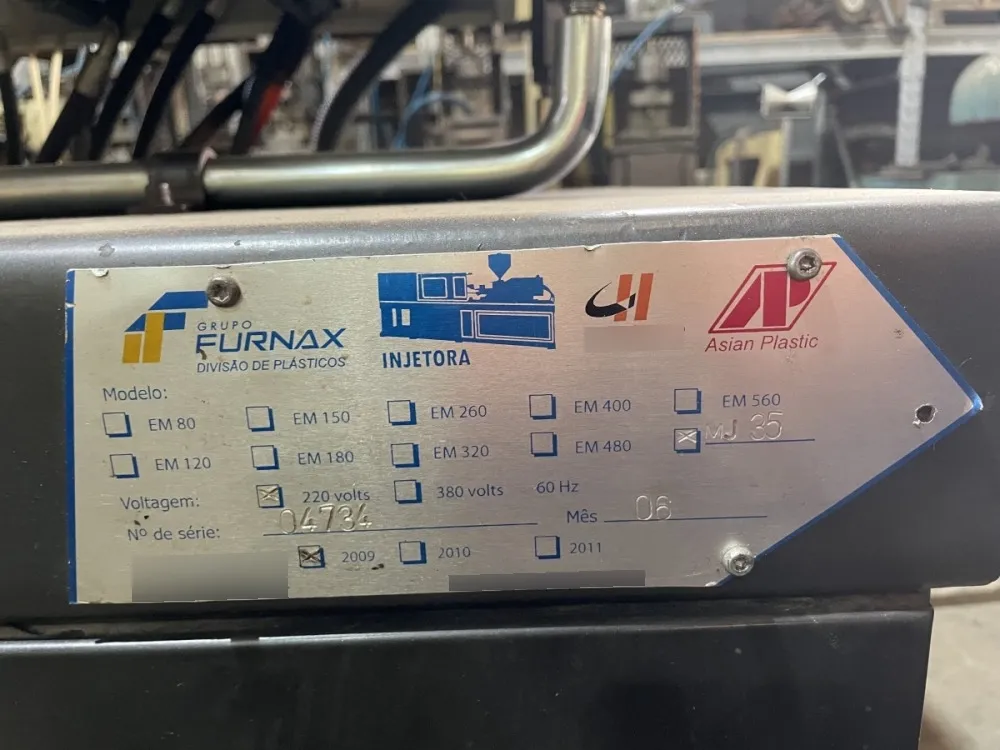 GRUPO
FURNAX
DIVISÃO DE PLÁSTICOS
INJETORA
H
AP
Asian Plastic
Modelo:
EM 80 EM 150 EM 260 EM 400 EM 560
EM 120 EM 180 EM 320 EM 480 MJ 35
Voltagem: 220 volts 380 volts 60 Hz
Nº de série: 04734 Mês 06
2009 2010 2011